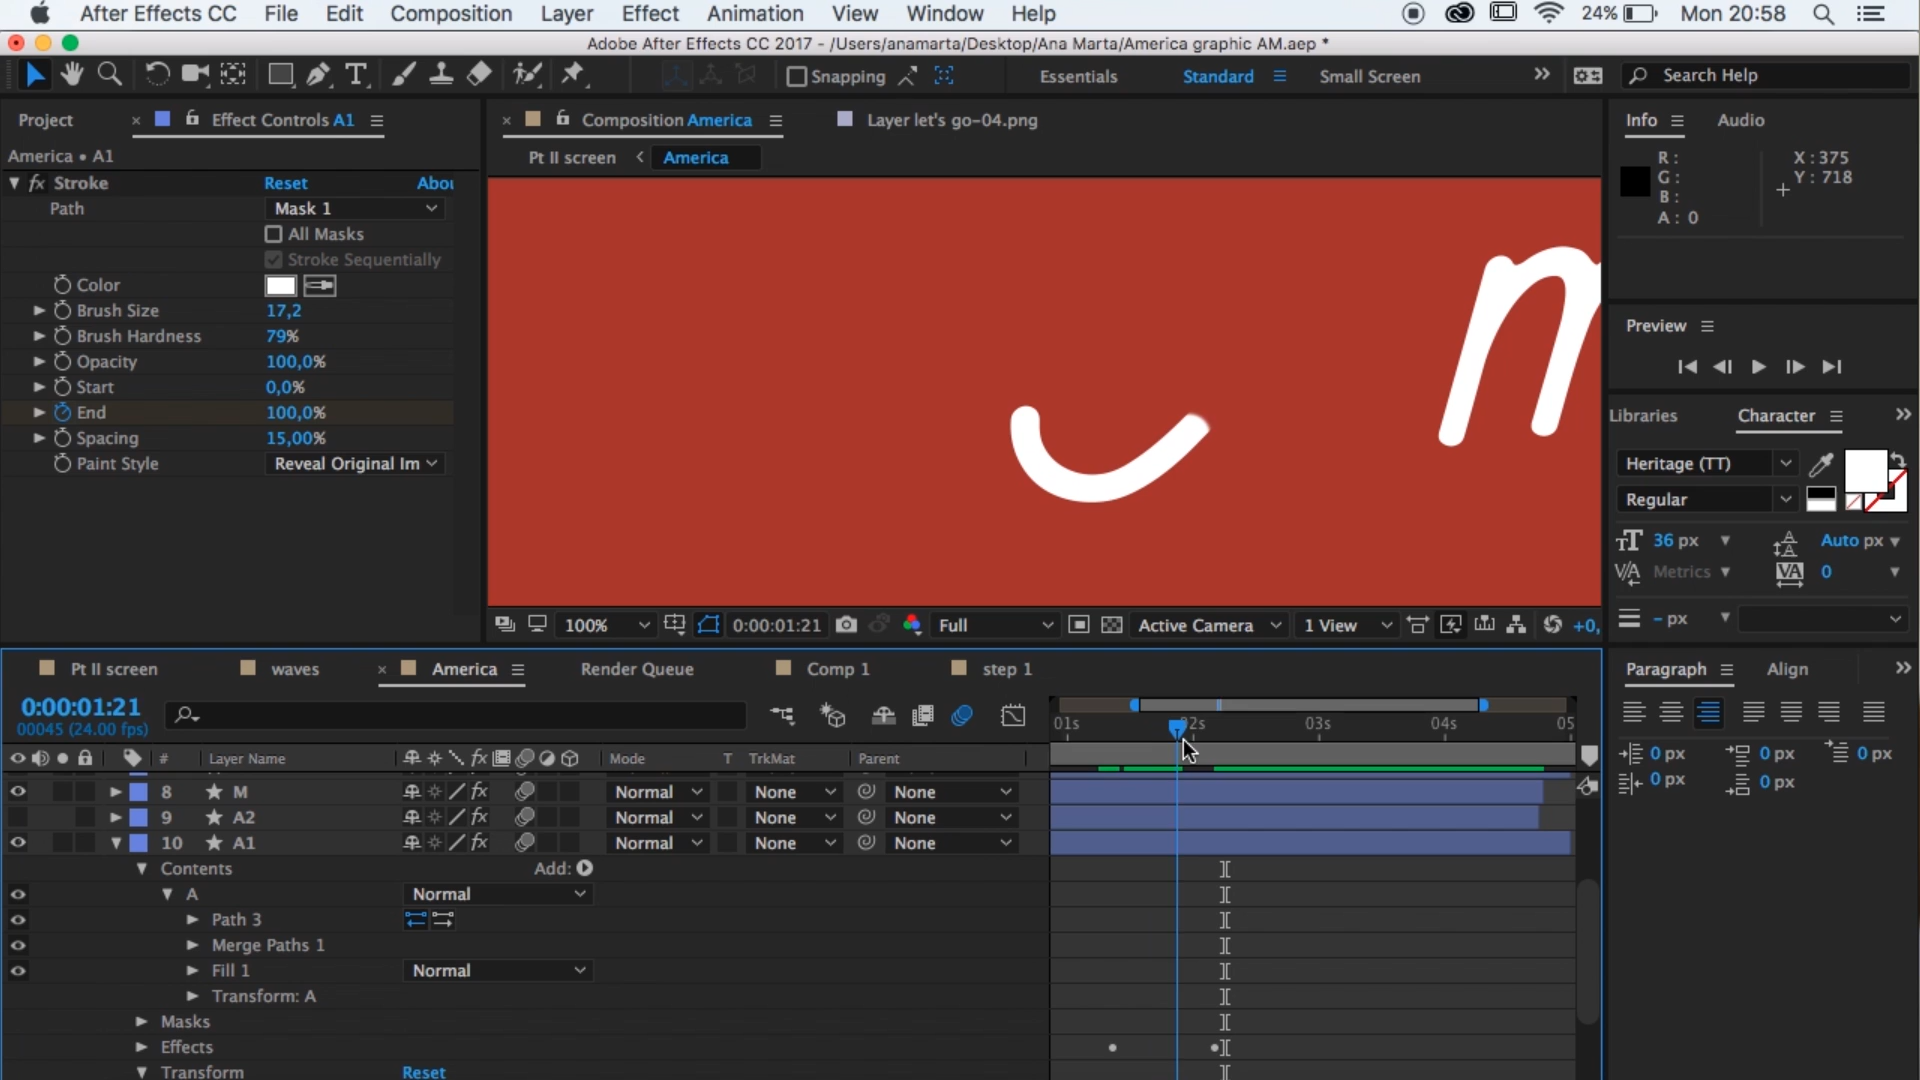 After Effects CC File Edit Composition Layer Effect Animation View Window Help 24% Mon 20:58
Adobe After Effects CC 2017 - /Users/anamarta/Desktop/Ana Marta/America graphic AM.aep *
T Snapping Essentials Standard Small Screen Search Help
Project Effect Controls A1
America • A1
fx Stroke Reset Abou
Path Mask 1
All Masks
Stroke Sequentially
Color
Brush Size 17,2
Brush Hardness 79%
Opacity 100,0%
Start 0,0%
End 100,0%
Spacing 15,00%
Paint Style Reveal Original Im
Composition America Layer let's go-04.png
Pt II screen < America
m
100% 0:00:01:21 Full Active Camera 1 View +0,
Info Audio
R: X: 375
G: Y: 718
B:
A: 0
Preview
Libraries Character
Heritage (TT)
Regular
36 px Auto px
Metrics 0
- px
Pt II screen waves America Render Queue Comp 1 step 1
0:00:01:21
00045 (24.00 fps)
01s 02s 03s 04s 05
# Layer Name fx Mode T TrkMat Parent
8 M fx Normal None None
9 A2 fx Normal None None
10 A1 fx Normal None None
Contents Add:
A Normal
Path 3
Merge Paths 1
Fill 1 Normal
Transform: A
Masks
Effects
Transform Reset
Paragraph Align
0 px 0 px 0 px
0 px 0 px